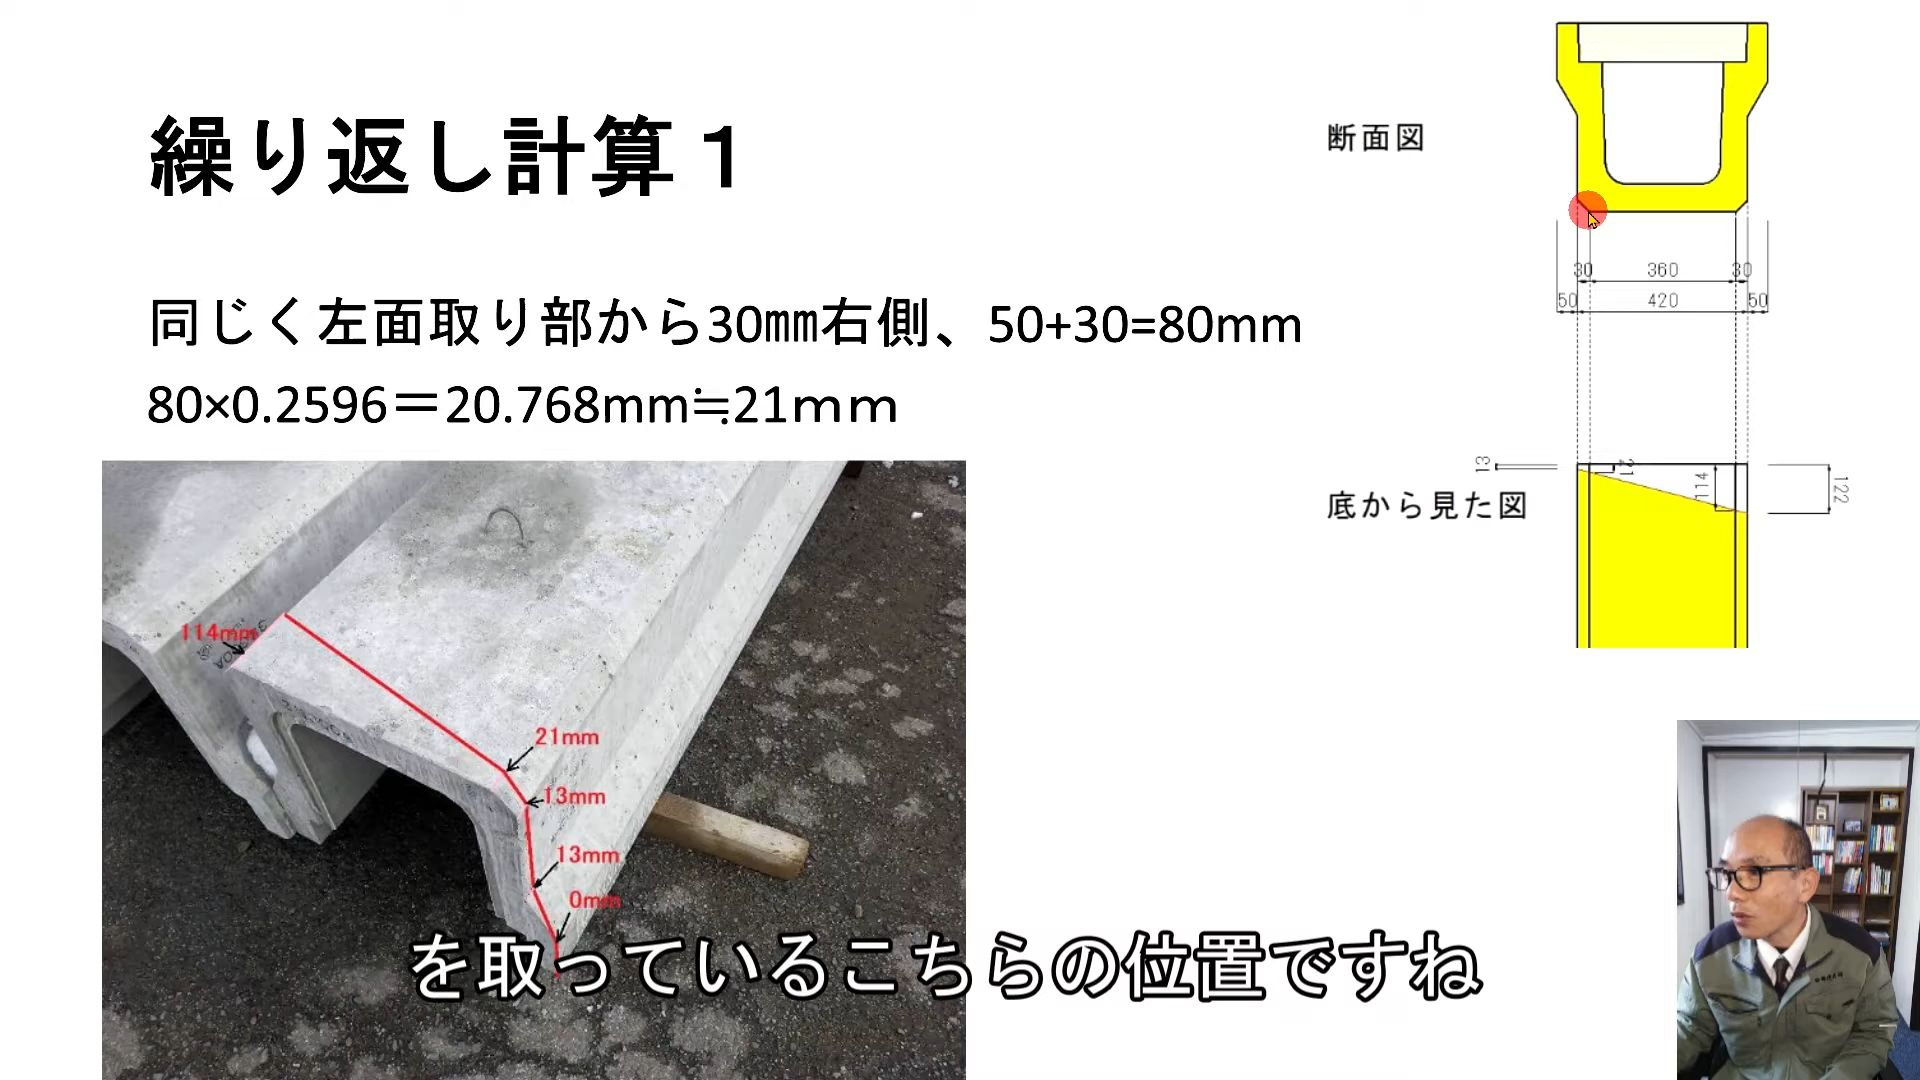 繰り返し計算１
断面図
同じく左面取り部から30㎜右側、50+30=80mm
80×0.2596＝20.768mm≒21ｍｍ
30 360 30
50 420 50
底から見た図
13
21
114
122
114mm
21mm
13mm
13mm
0mm
を取っているこちらの位置ですね